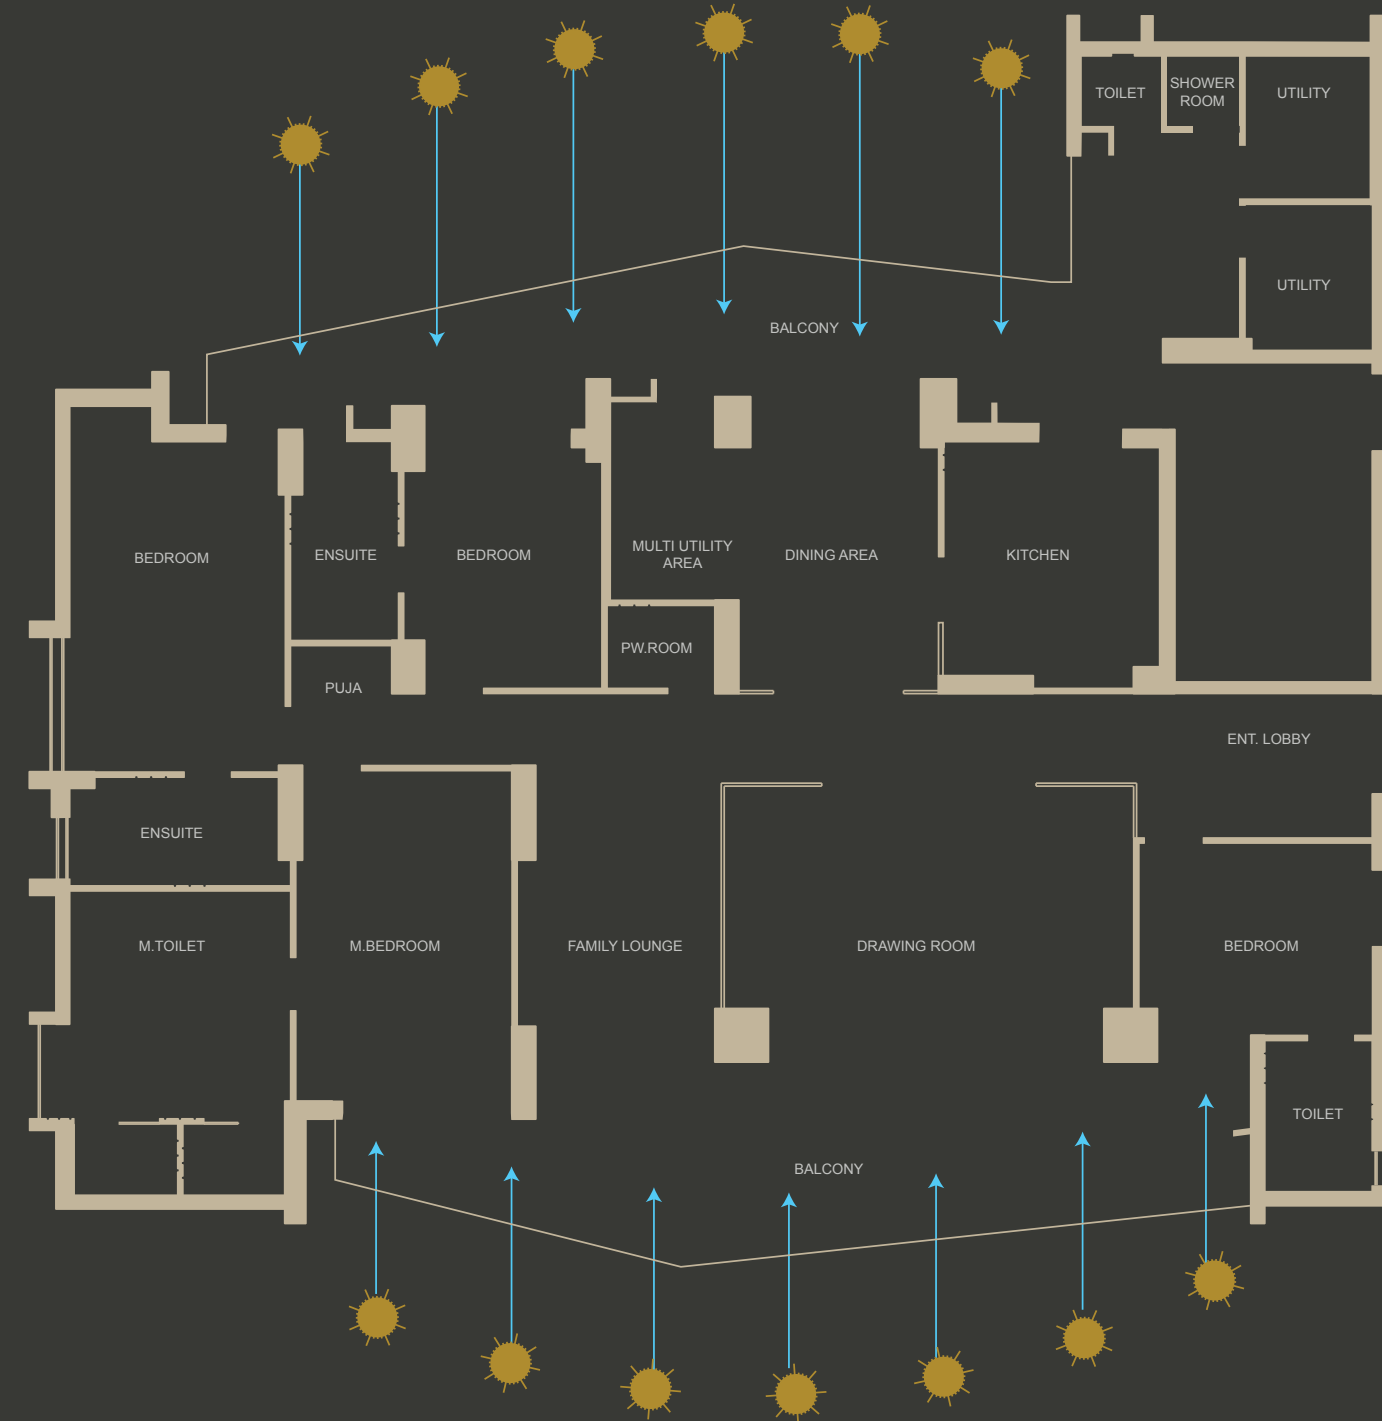 TOILET
SHOWER
ROOM
UTILITY
UTILITY
BALCONY
BEDROOM
ENSUITE
BEDROOM
MULTI UTILITY
AREA
DINING AREA
KITCHEN
PW.ROOM
PUJA
ENT. LOBBY
ENSUITE
M.TOILET
M.BEDROOM
FAMILY LOUNGE
DRAWING ROOM
BEDROOM
TOILET
BALCONY